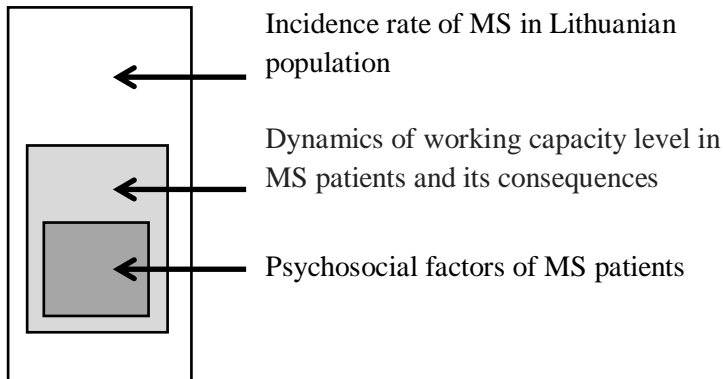 Incidence rate of MS in Lithuanian
population
Dynamics of working capacity level in
MS patients and its consequences
Psychosocial factors of MS patients